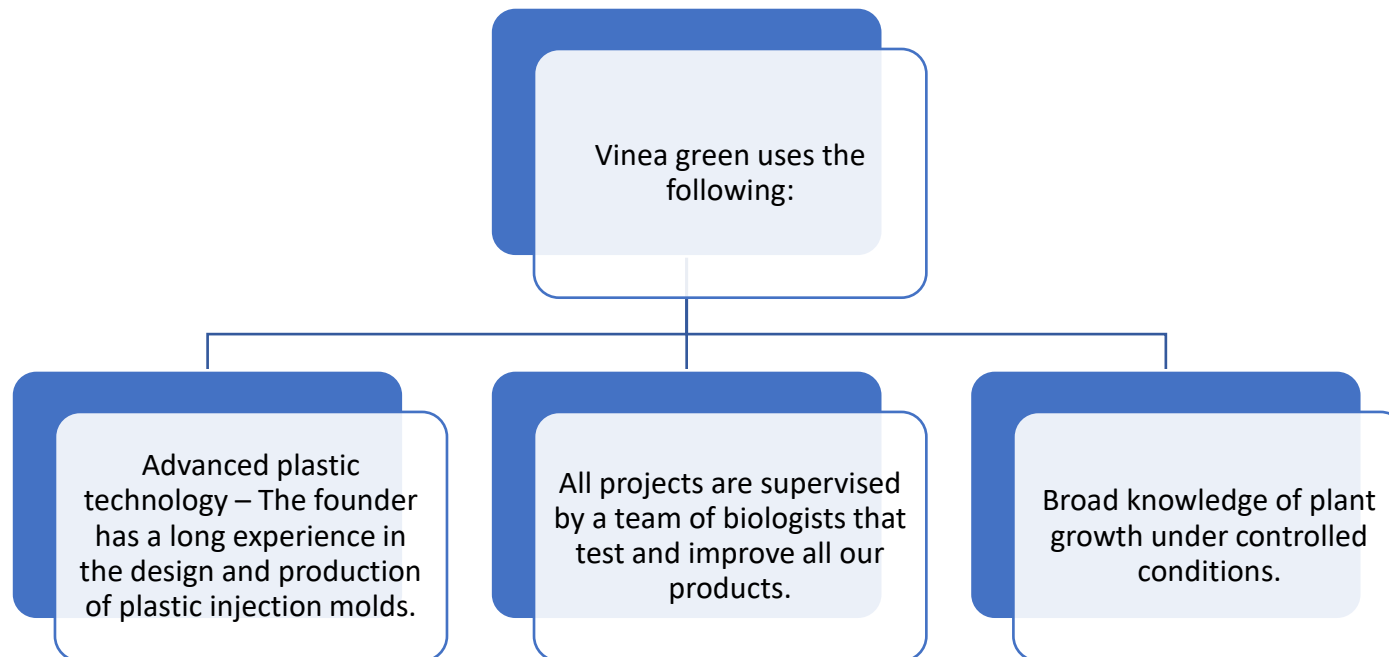 Vinea green uses the
following:
Advanced plastic
technology – The founder
has a long experience in
the design and production
of plastic injection molds.
All projects are supervised
by a team of biologists that
test and improve all our
products.
Broad knowledge of plant
growth under controlled
conditions.